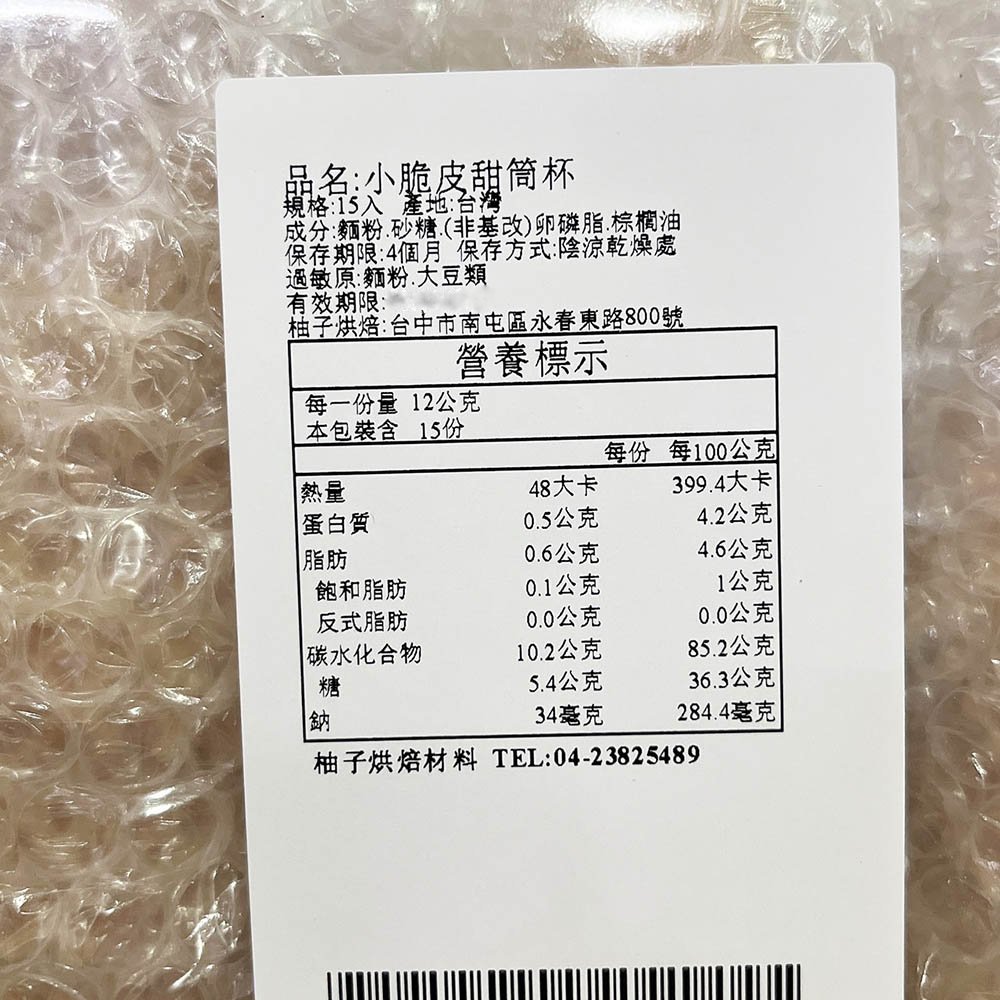 品名:小脆皮甜筒杯
規格:15入 產地:台灣
成分:麵粉.砂糖.(非基改)卵磷脂.棕櫚油
保存期限:4個月 保存方式:陰涼乾燥處
過敏原:麵粉.大豆類
有效期限:
柚子烘焙:台中市南屯區永春東路800號
營養標示
每一份量 12公克
本包裝含 15份
每份 每100公克
熱量 48大卡 399.4大卡
蛋白質 0.5公克 4.2公克
脂肪 0.6公克 4.6公克
飽和脂肪 0.1公克 1公克
反式脂肪 0.0公克 0.0公克
碳水化合物 10.2公克 85.2公克
糖 5.4公克 36.3公克
鈉 34毫克 284.4毫克
柚子烘焙材料 TEL:04-23825489